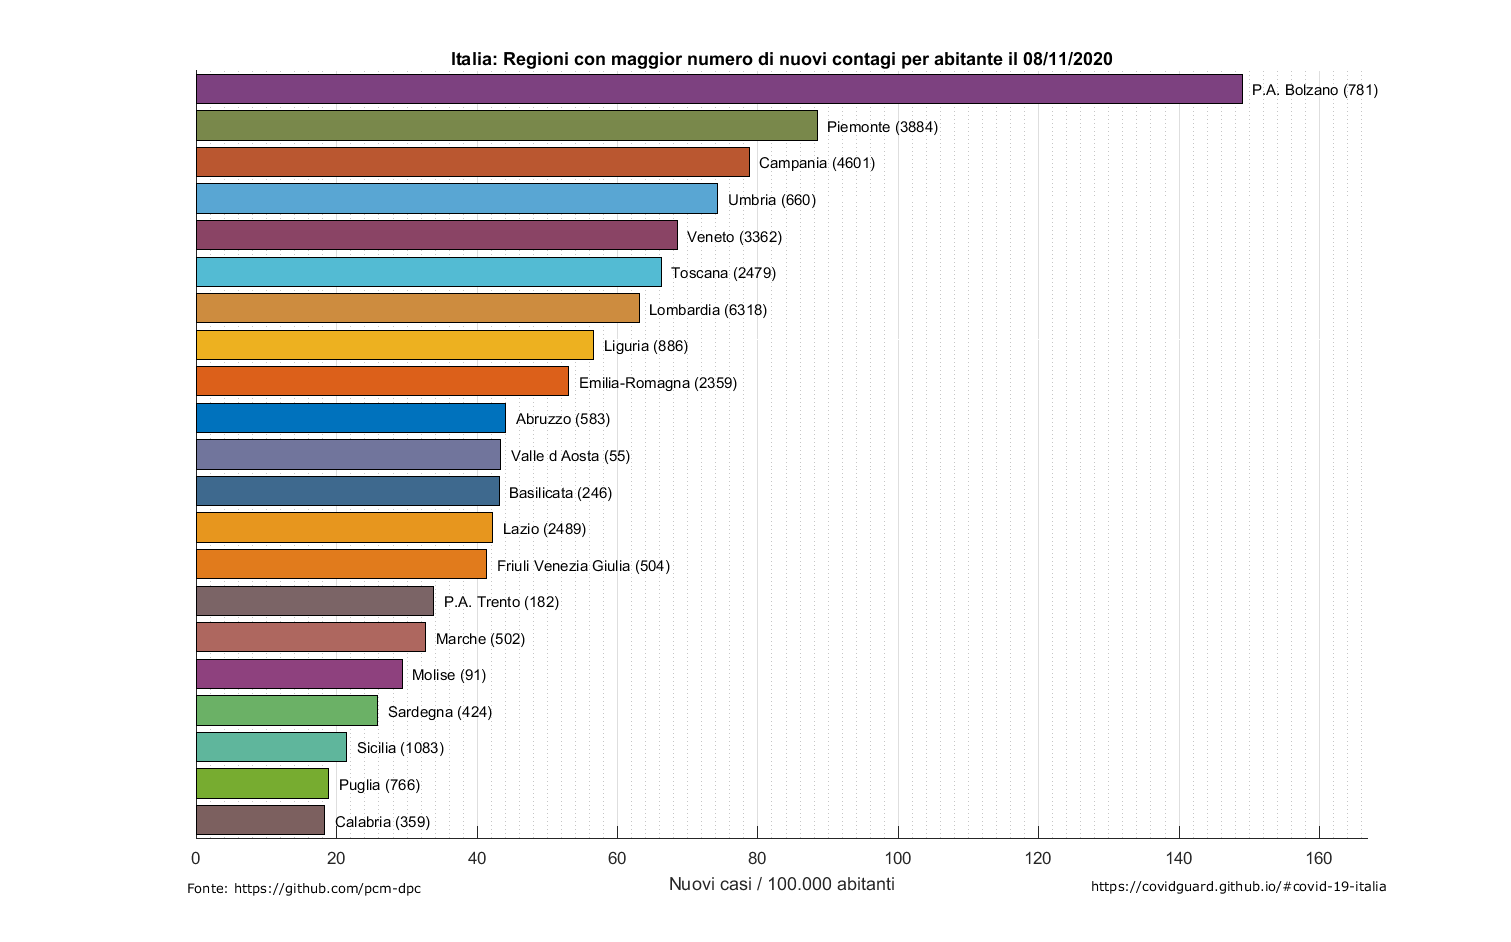 Italia: Regioni con maggior numero di nuovi contagi per abitante il 08/11/2020
P.A. Bolzano (781)
Piemonte (3884)
Campania (4601)
Umbria (660)
Veneto (3362)
Toscana (2479)
Lombardia (6318)
Liguria (886)
Emilia-Romagna (2359)
Abruzzo (583)
Valle d Aosta (55)
Basilicata (246)
Lazio (2489)
Friuli Venezia Giulia (504)
P.A. Trento (182)
Marche (502)
Molise (91)
Sardegna (424)
Sicilia (1083)
Puglia (766)
Calabria (359)
0 20 40 60 80 100 120 140 160
Nuovi casi / 100.000 abitanti
Fonte: https://github.com/pcm-dpc
https://covidguard.github.io/#covid-19-italia